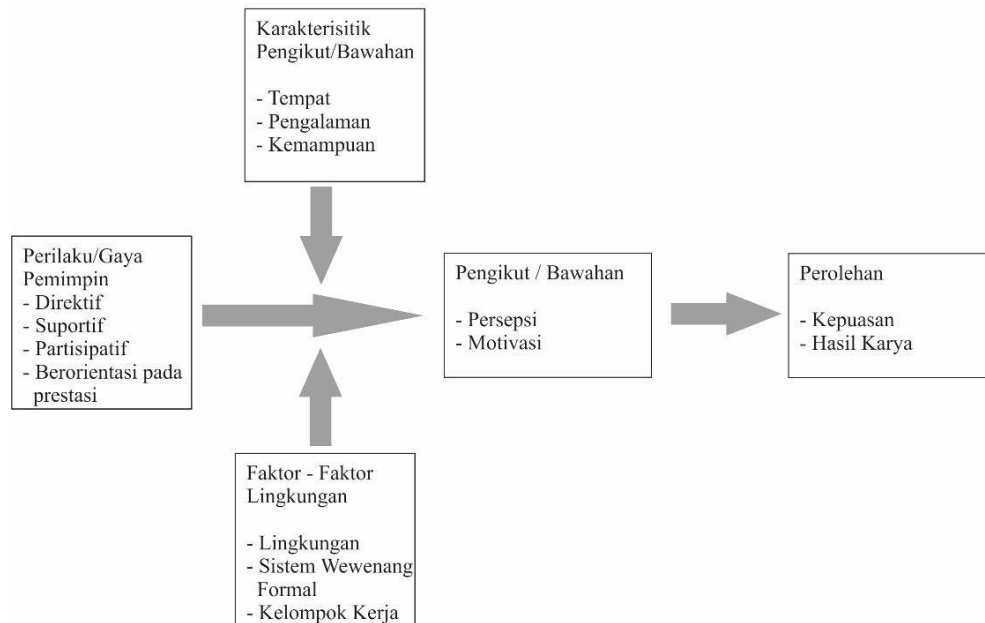 Karakterisitik
Pengikut/Bawahan
- Tempat
- Pengalaman
- Kemampuan
Perilaku/Gaya
Pemimpin
- Direktif
- Suportif
- Partisipatif
- Berorientasi pada
prestasi
Pengikut / Bawahan
- Persepsi
- Motivasi
Perolehan
- Kepuasan
- Hasil Karya
Faktor - Faktor
Lingkungan
- Lingkungan
- Sistem Wewenang
Formal
- Kelompok Kerja